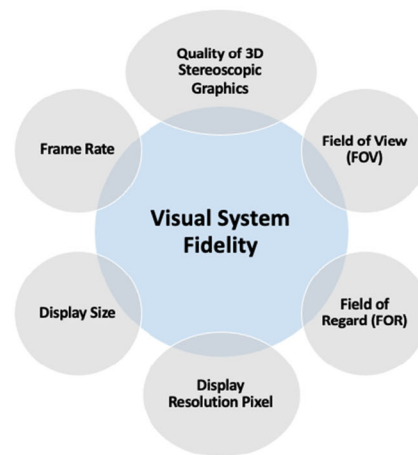 Quality of 3D
Stereoscopic
Graphics
Frame Rate
Field of View
(FOV)
Visual System
Fidelity
Display Size
Field of
Regard (FOR)
Display
Resolution Pixel